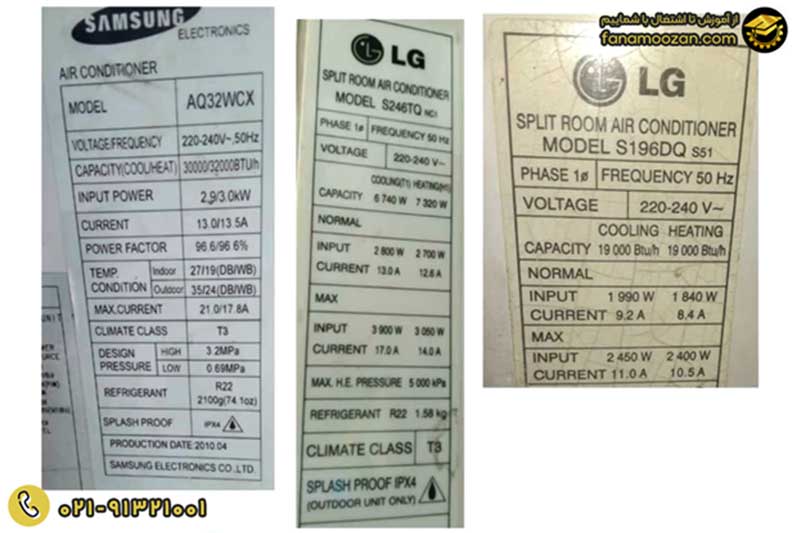 SAMSUNG
ELECTRONICS
AIR CONDITIONER
MODEL AQ32WCX
VOLTAGE/FREQUENCY 220-240V~,50Hz
CAPACITY(COOL/HEAT) 30000/32000BTU/h
INPUT POWER 2,9/3.0kW
CURRENT 13.0/13.5A
POWER FACTOR 96.6/96.6%
TEMP. CONDITION Indoor 27/19(DB/WB)
Outdoor 35/24(DB/WB)
MAX.CURRENT 21.0/17.8A
CLIMATE CLASS T3
DESIGN PRESSURE HIGH 3.2MPa
LOW 0.69MPa
REFRIGERANT R22
2100g(74.1oz)
SPLASH PROOF IPX4
PRODUCTION DATE:2010.04
SAMSUNG ELECTRONICS CO.,LTD.
LG
SPLIT ROOM AIR CONDITIONER
MODEL S246TQ NC1
PHASE 1ø FREQUENCY 50 Hz
VOLTAGE 220-240 V~
COOLING(T1) HEATING(H1)
CAPACITY 6 740 W 7 320 W
NORMAL
INPUT 2 800 W 2 700 W
CURRENT 13.0 A 12.6 A
MAX
INPUT 3 900 W 3 050 W
CURRENT 17.0 A 14.0 A
MAX. H.E. PRESSURE 5 000 kPa
REFRIGERANT R22 1.58 kg
CLIMATE CLASS T3
SPLASH PROOF IPX4
(OUTDOOR UNIT ONLY)
از آموزش تا اشتغال با شماییم
fanamoozan.com
LG
SPLIT ROOM AIR CONDITIONER
MODEL S196DQ S51
PHASE 1ø FREQUENCY 50 Hz
VOLTAGE 220-240 V~
COOLING HEATING
CAPACITY 19 000 Btu/h 19 000 Btu/h
NORMAL
INPUT 1 990 W 1 840 W
CURRENT 9.2 A 8.4 A
MAX
INPUT 2 450 W 2 400 W
CURRENT 11.0 A 10.5 A
۰۲۱-۹۱۳۲۱۰۰۱